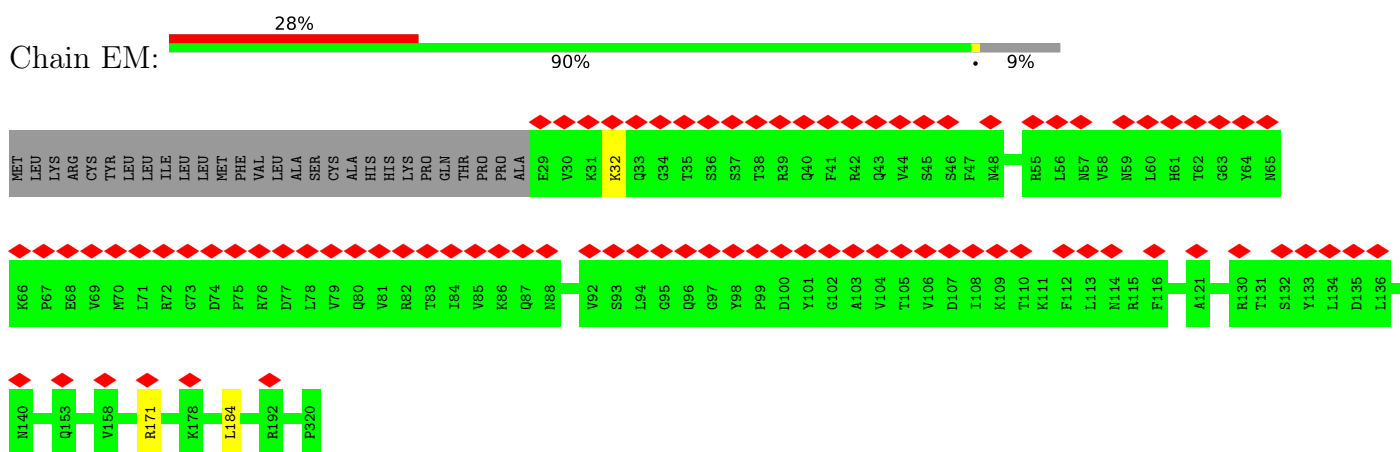 28%
Chain EM:
90% • 9%
MET LEU LYS ARG CYS TYR LEU LEU ILE LEU LEU MET PHE VAL LEU ALA SER CYS ALA HIS HIS LYS PRO GLN THR PRO PRO ALA E29 V30 K31 K32 Q33 G34 T35 S36 S37 T38 R39 Q40 F41 R42 Q43 V44 S45 S46 F47 N48 R55 L56 N57 V58 N59 L60 H61 T62 G63 Y64 N65
K66 P67 E68 V69 M70 L71 R72 G73 D74 P75 R76 D77 L78 V79 Q80 V81 R82 T83 I84 V85 K86 Q87 N88 V92 S93 L94 G95 Q96 G97 Y98 P99 D100 Y101 G102 A103 V104 T105 V106 D107 I108 K109 T110 K111 F112 L113 N114 R115 F116 A121 R130 T131 S132 Y133 L134 D135 L136
N140 Q153 V158 R171 K178 L184 R192 P320